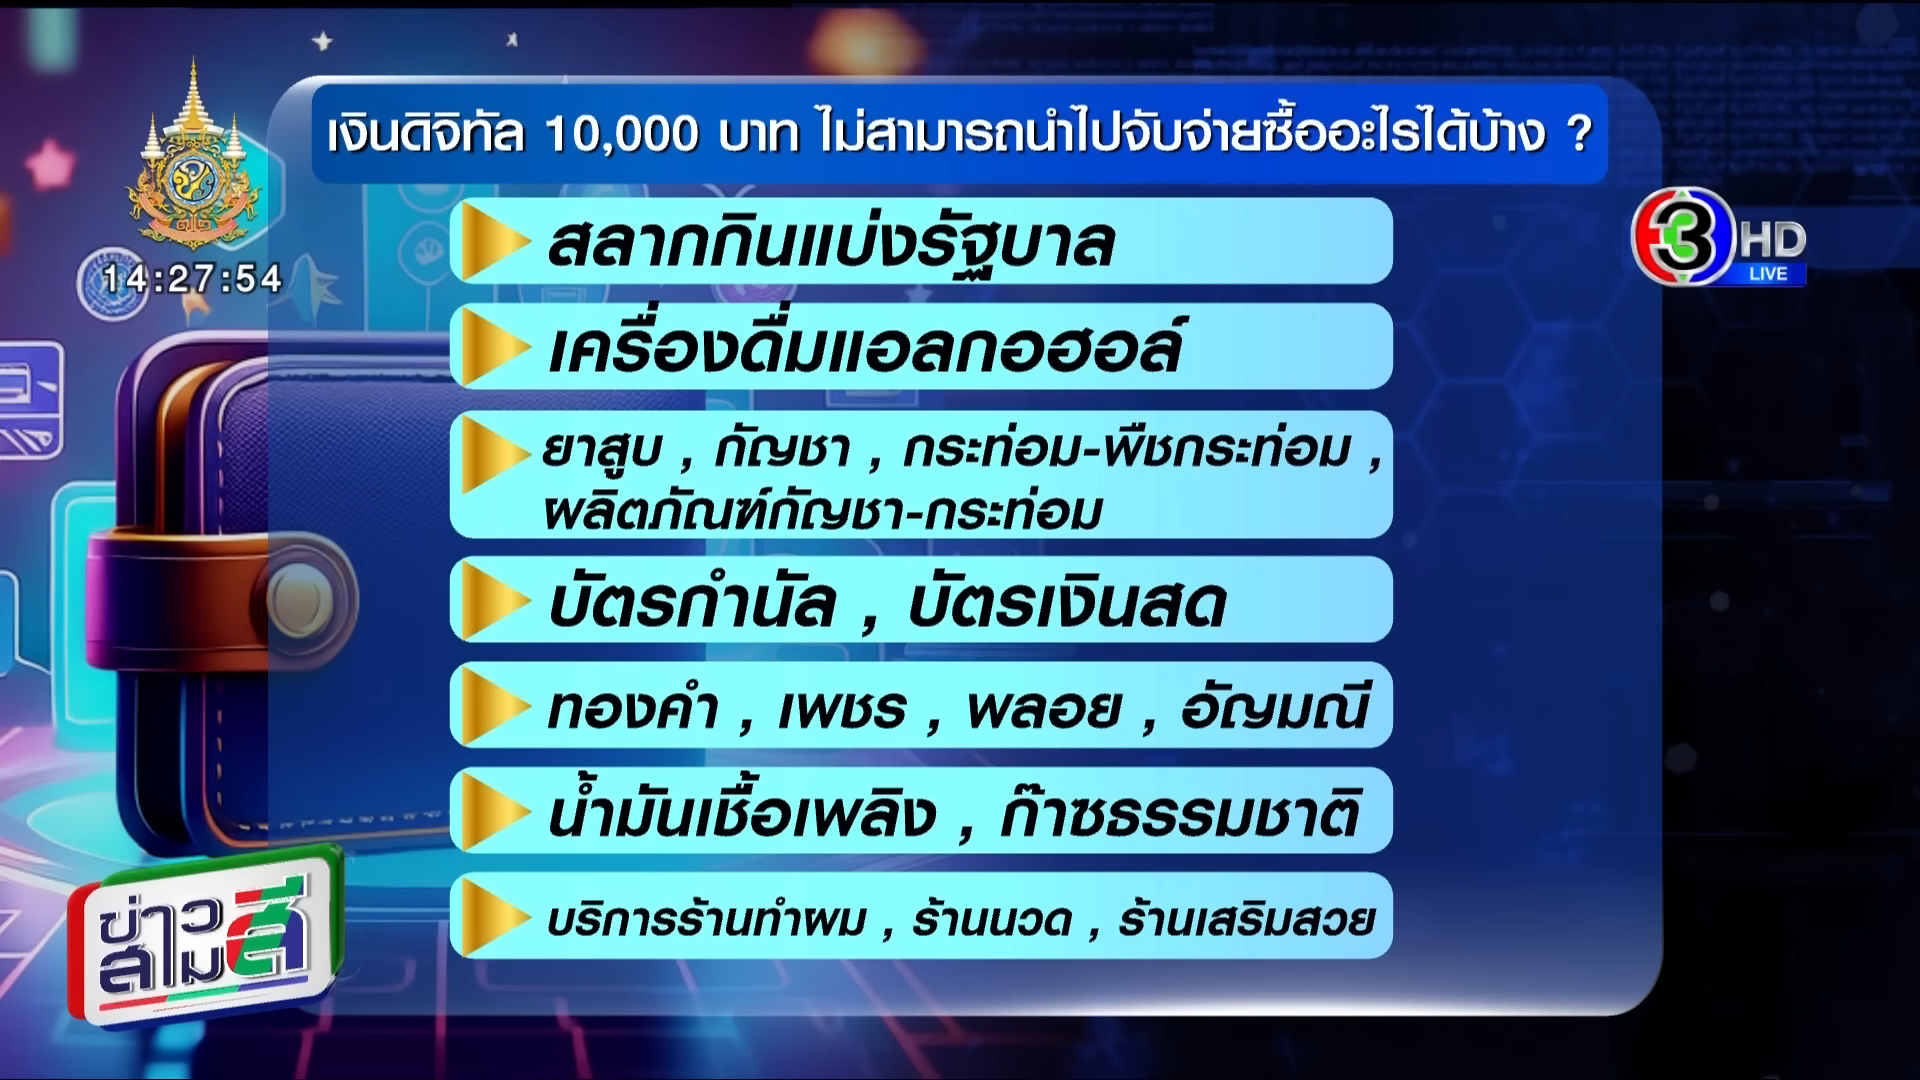 เงินดิจิทัล 10,000 บาท ไม่สามารถนำไปจับจ่ายซื้ออะไรได้บ้าง ?
สลากกินแบ่งรัฐบาล
3 HD
LIVE
14:27:54
เครื่องดื่มแอลกอฮอล์
ยาสูบ , กัญชา , กระท่อม-พืชกระท่อม ,
ผลิตภัณฑ์กัญชา-กระท่อม
บัตรกำนัล , บัตรเงินสด
ทองคำ , เพชร , พลอย , อัญมณี
น้ำมันเชื้อเพลิง , ก๊าซธรรมชาติ
บริการร้านทำผม , ร้านนวด , ร้านเสริมสวย
ข่าว
สามสี